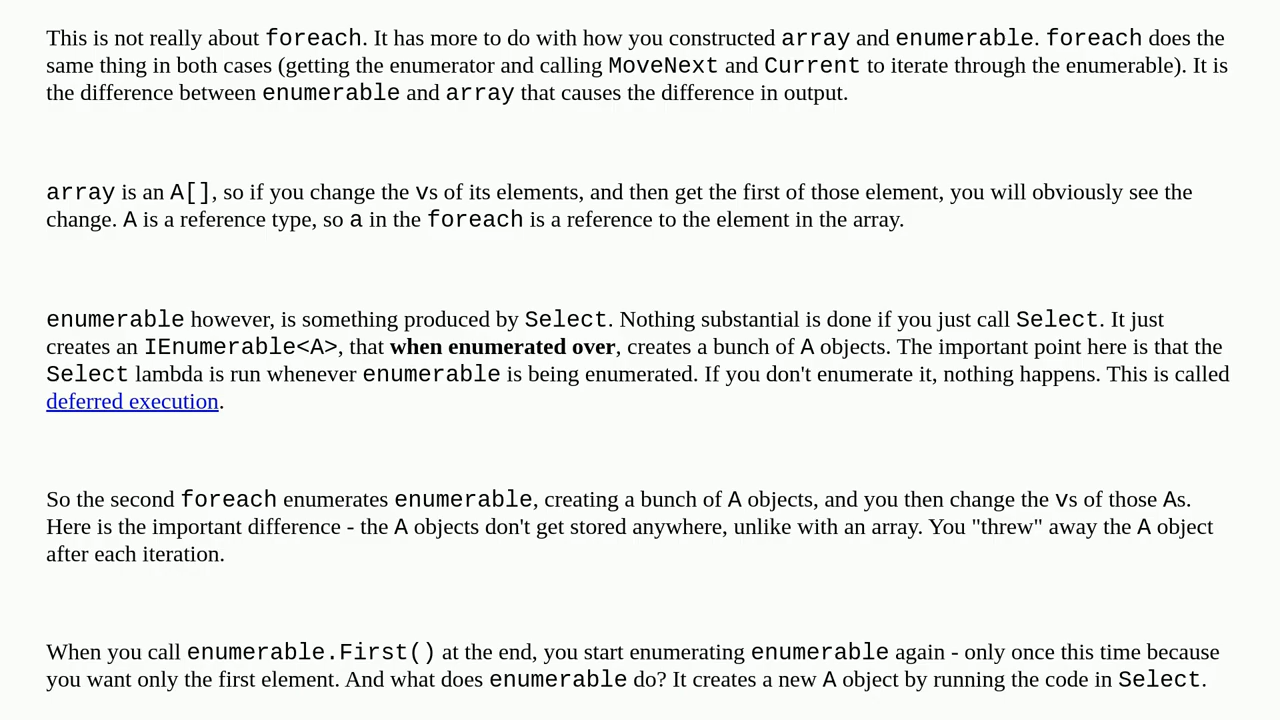 This is not really about foreach. It has more to do with how you constructed array and enumerable. foreach does the
same thing in both cases (getting the enumerator and calling MoveNext and Current to iterate through the enumerable). It is
the difference between enumerable and array that causes the difference in output.
array is an A[], so if you change the vs of its elements, and then get the first of those element, you will obviously see the
change. A is a reference type, so a in the foreach is a reference to the element in the array.
enumerable however, is something produced by Select. Nothing substantial is done if you just call Select. It just
creates an IEnumerable<A>, that when enumerated over, creates a bunch of A objects. The important point here is that the
Select lambda is run whenever enumerable is being enumerated. If you don't enumerate it, nothing happens. This is called
deferred execution.
So the second foreach enumerates enumerable, creating a bunch of A objects, and you then change the vs of those As.
Here is the important difference - the A objects don't get stored anywhere, unlike with an array. You "threw" away the A object
after each iteration.
When you call enumerable.First() at the end, you start enumerating enumerable again - only once this time because
you want only the first element. And what does enumerable do? It creates a new A object by running the code in Select.